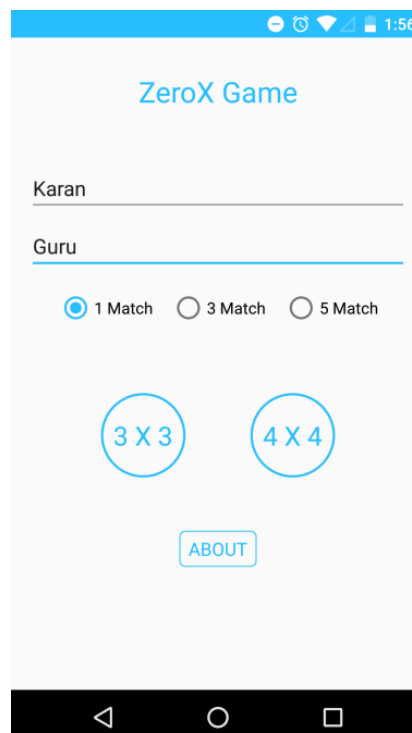 1:56
ZeroX Game
Karan
Guru
1 Match 3 Match 5 Match
3 X 3 4 X 4
ABOUT